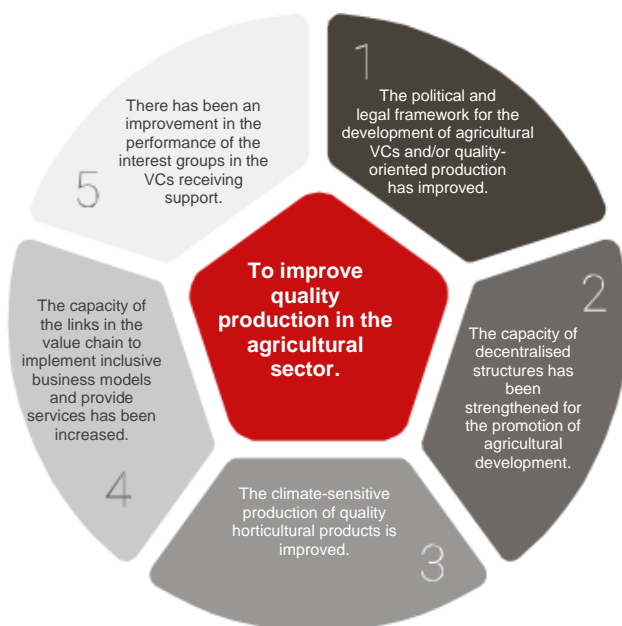 To improve
quality
production in the
agricultural
sector.
1
The political and
legal framework for the
development of agricultural
VCs and/or quality-
oriented production
has improved.
2
The capacity of
decentralised
structures has
been
strengthened for
the promotion of
agricultural
development.
The climate-sensitive
production of quality
horticultural products is
improved.
3
The capacity of
the links in the
value chain to
implement inclusive
business models
and provide
services has been
increased.
4
There has been an
improvement in the
performance of the
interest groups in the
VCs receiving
support.
5